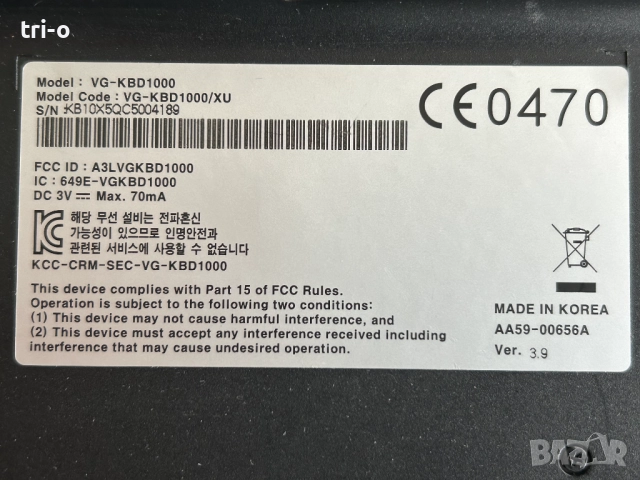 tri-o
Model : VG-KBD1000
Model Code : VG-KBD1000/XU
S/N :KB10X5QC5004189
CE0470
FCC ID : A3LVGKBD1000
IC : 649E-VGKBD1000
DC 3V ⎓ Max. 70mA
해당 무선 설비는 전파혼신
가능성이 있으므로 인명안전과
관련된 서비스에 사용할 수 없습니다
KCC-CRM-SEC-VG-KBD1000
This device complies with Part 15 of FCC Rules.
Operation is subject to the following two conditions:
(1) This device may not cause harmful interference, and
(2) This device must accept any interference received including
interference that may cause undesired operation.
MADE IN KOREA
AA59-00656A
Ver. 3.9
BAZAR
bg